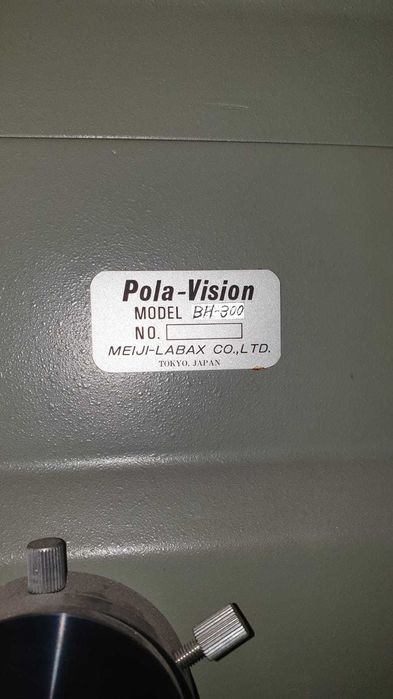 Pola-Vision
MODEL BH-300
NO.
MEIJI-LABAX CO.,LTD.
TOKYO, JAPAN